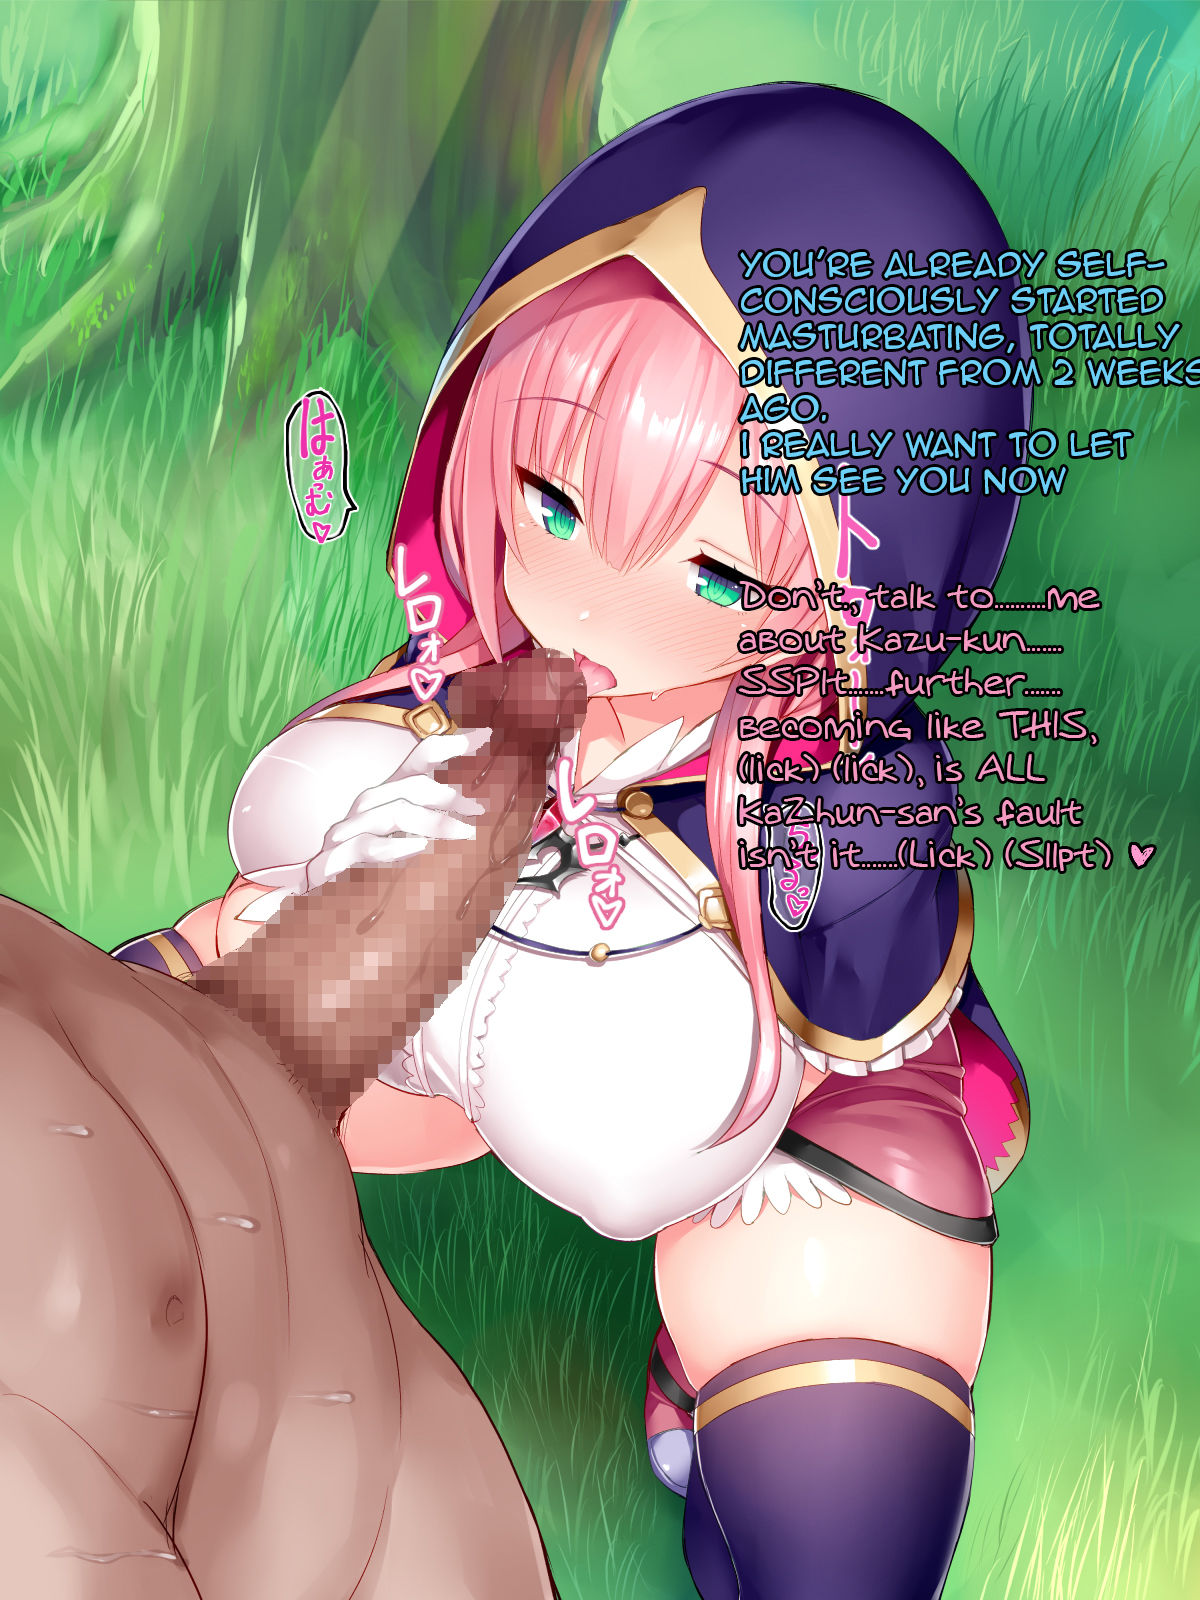 YOU'RE ALREADY SELF-
CONSCIOUSLY STARTED
MASTURBATING, TOTALLY
DIFFERENT FROM 2 WEEKS
AGO.
I REALLY WANT TO LET
HIM SEE YOU NOW
はぁっむ♡
レロォ♡
Don't., talk to..........me
about Kazu-kun.......
SSPlt.......further.......
becoming like THIS,
(lick) (lick), is ALL
KaZhun-san's fault
isn't it.......(Lick) (Sllpt) ♥
レロォ♡